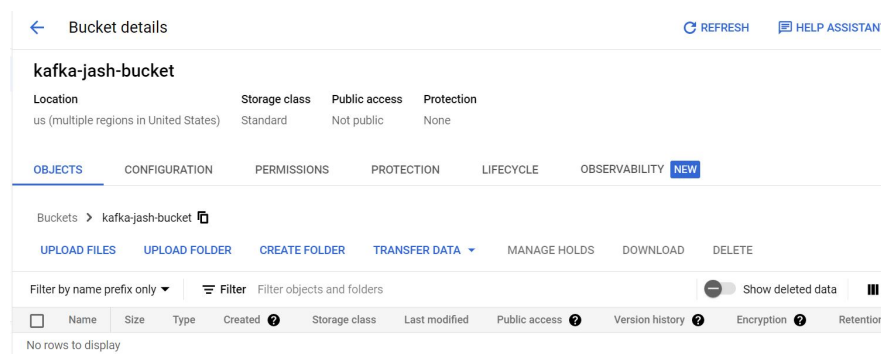 Bucket details REFRESH HELP ASSISTANT
kafka-jash-bucket
Location Storage class Public access Protection
us (multiple regions in United States) Standard Not public None
OBJECTS CONFIGURATION PERMISSIONS PROTECTION LIFECYCLE OBSERVABILITY NEW
Buckets > kafka-jash-bucket
UPLOAD FILES UPLOAD FOLDER CREATE FOLDER TRANSFER DATA MANAGE HOLDS DOWNLOAD DELETE
Filter by name prefix only Filter Filter objects and folders Show deleted data
Name Size Type Created ? Storage class Last modified Public access ? Version history ? Encryption ? Retention
No rows to display